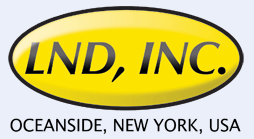 LND, INC.
OCEANSIDE, NEW YORK, USA